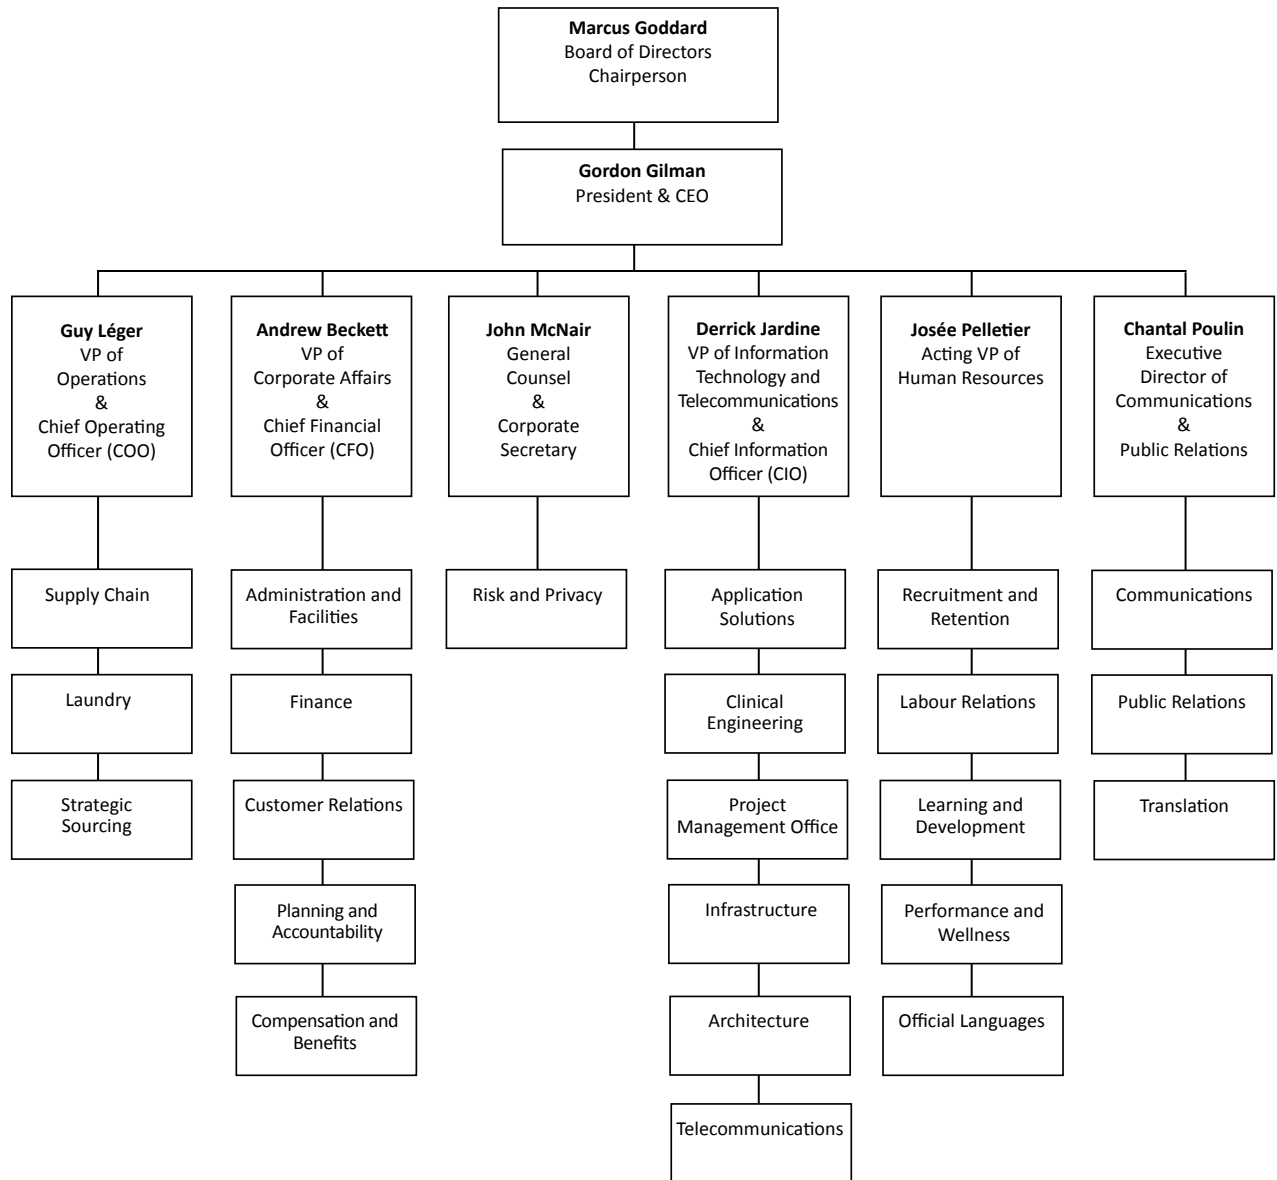 Marcus Goddard
Board of Directors
Chairperson
Gordon Gilman
President & CEO
Guy Léger
VP of
Operations
&
Chief Operating
Officer (COO)
Andrew Beckett
VP of
Corporate Affairs
&
Chief Financial
Officer (CFO)
John McNair
General
Counsel
&
Corporate
Secretary
Derrick Jardine
VP of Information
Technology and
Telecommunications
&
Chief Information
Officer (CIO)
Josée Pelletier
Acting VP of
Human Resources
Chantal Poulin
Executive
Director of
Communications
&
Public Relations
Supply Chain
Laundry
Strategic
Sourcing
Administration and
Facilities
Finance
Customer Relations
Planning and
Accountability
Compensation and
Benefits
Risk and Privacy
Application
Solutions
Clinical
Engineering
Project
Management Office
Infrastructure
Architecture
Telecommunications
Recruitment and
Retention
Labour Relations
Learning and
Development
Performance and
Wellness
Official Languages
Communications
Public Relations
Translation